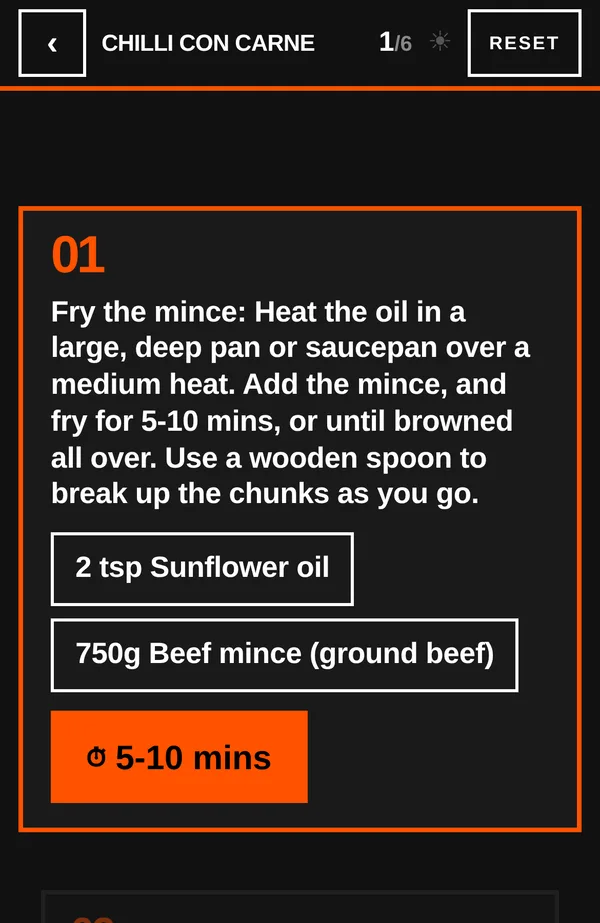 ‹ CHILLI CON CARNE 1/6 ☀ RESET
01
Fry the mince: Heat the oil in a
large, deep pan or saucepan over a
medium heat. Add the mince, and
fry for 5-10 mins, or until browned
all over. Use a wooden spoon to
break up the chunks as you go.
2 tsp Sunflower oil
750g Beef mince (ground beef)
⏱ 5-10 mins